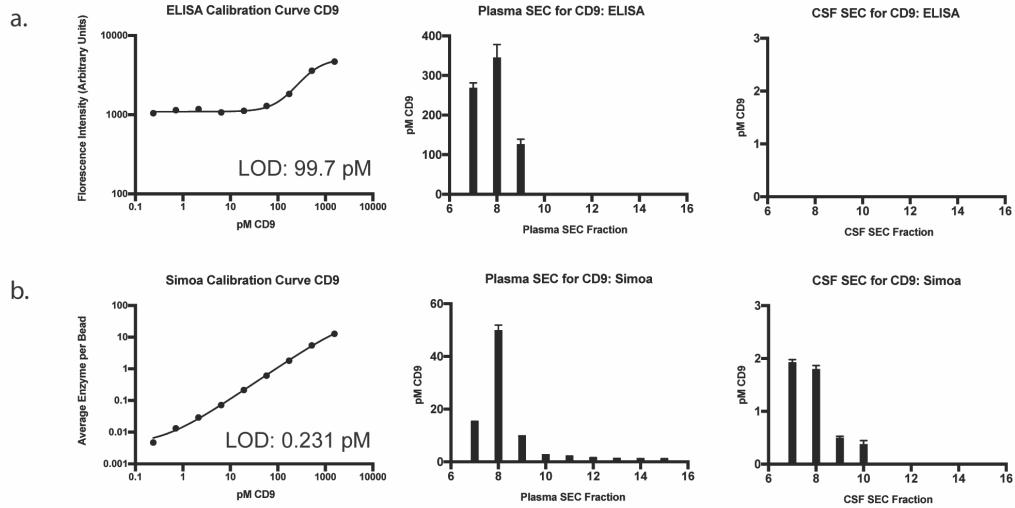 a.
ELISA Calibration Curve CD9
Florescence Intensity (Arbitrary Units)
10000
1000
100
0.1 1 10 100 1000 10000
pM CD9
LOD: 99.7 pM
Plasma SEC for CD9: ELISA
pM CD9
400
300
200
100
0
6 8 10 12 14 16
Plasma SEC Fraction
CSF SEC for CD9: ELISA
pM CD9
3
2
1
0
6 8 10 12 14 16
CSF SEC Fraction
b.
Simoa Calibration Curve CD9
Average Enzyme per Bead
100
10
1
0.1
0.01
0.001
0.1 1 10 100 1000 10000
pM CD9
LOD: 0.231 pM
Plasma SEC for CD9: Simoa
pM CD9
60
40
20
0
6 8 10 12 14 16
Plasma SEC Fraction
CSF SEC for CD9: Simoa
pM CD9
3
2
1
0
6 8 10 12 14 16
CSF SEC Fraction